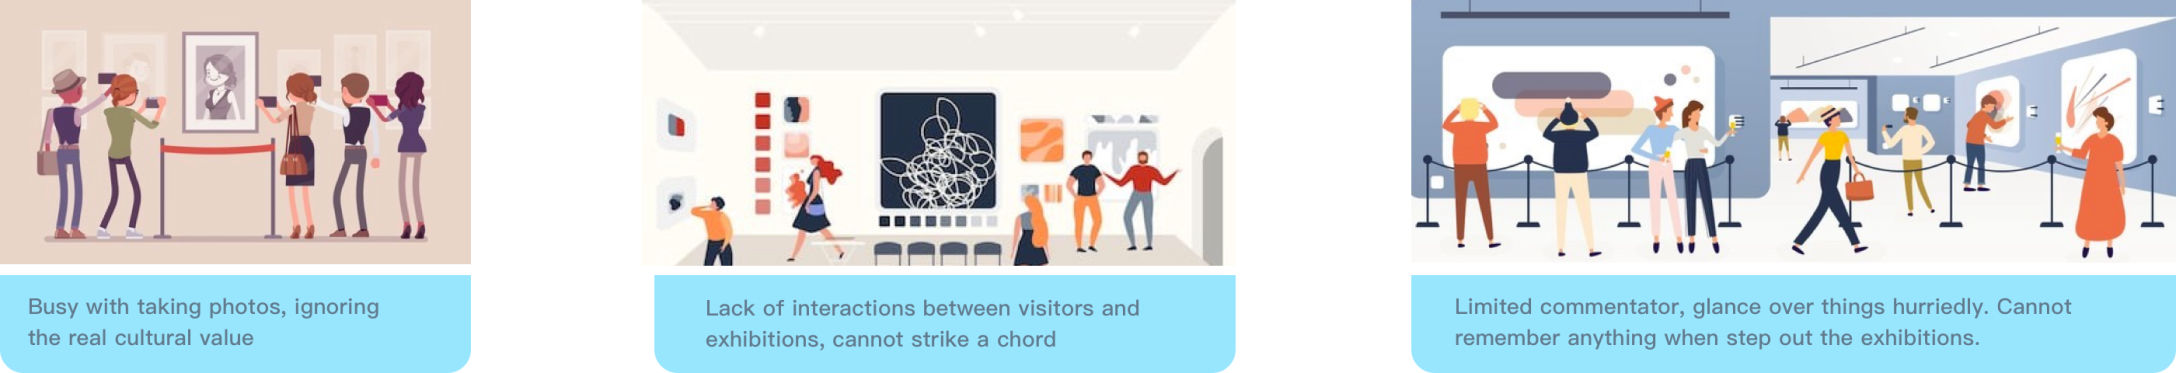 Busy with taking photos, ignoring
the real cultural value
Lack of interactions between visitors and
exhibitions, cannot strike a chord
Limited commentator, glance over things hurriedly. Cannot
remember anything when step out the exhibitions.